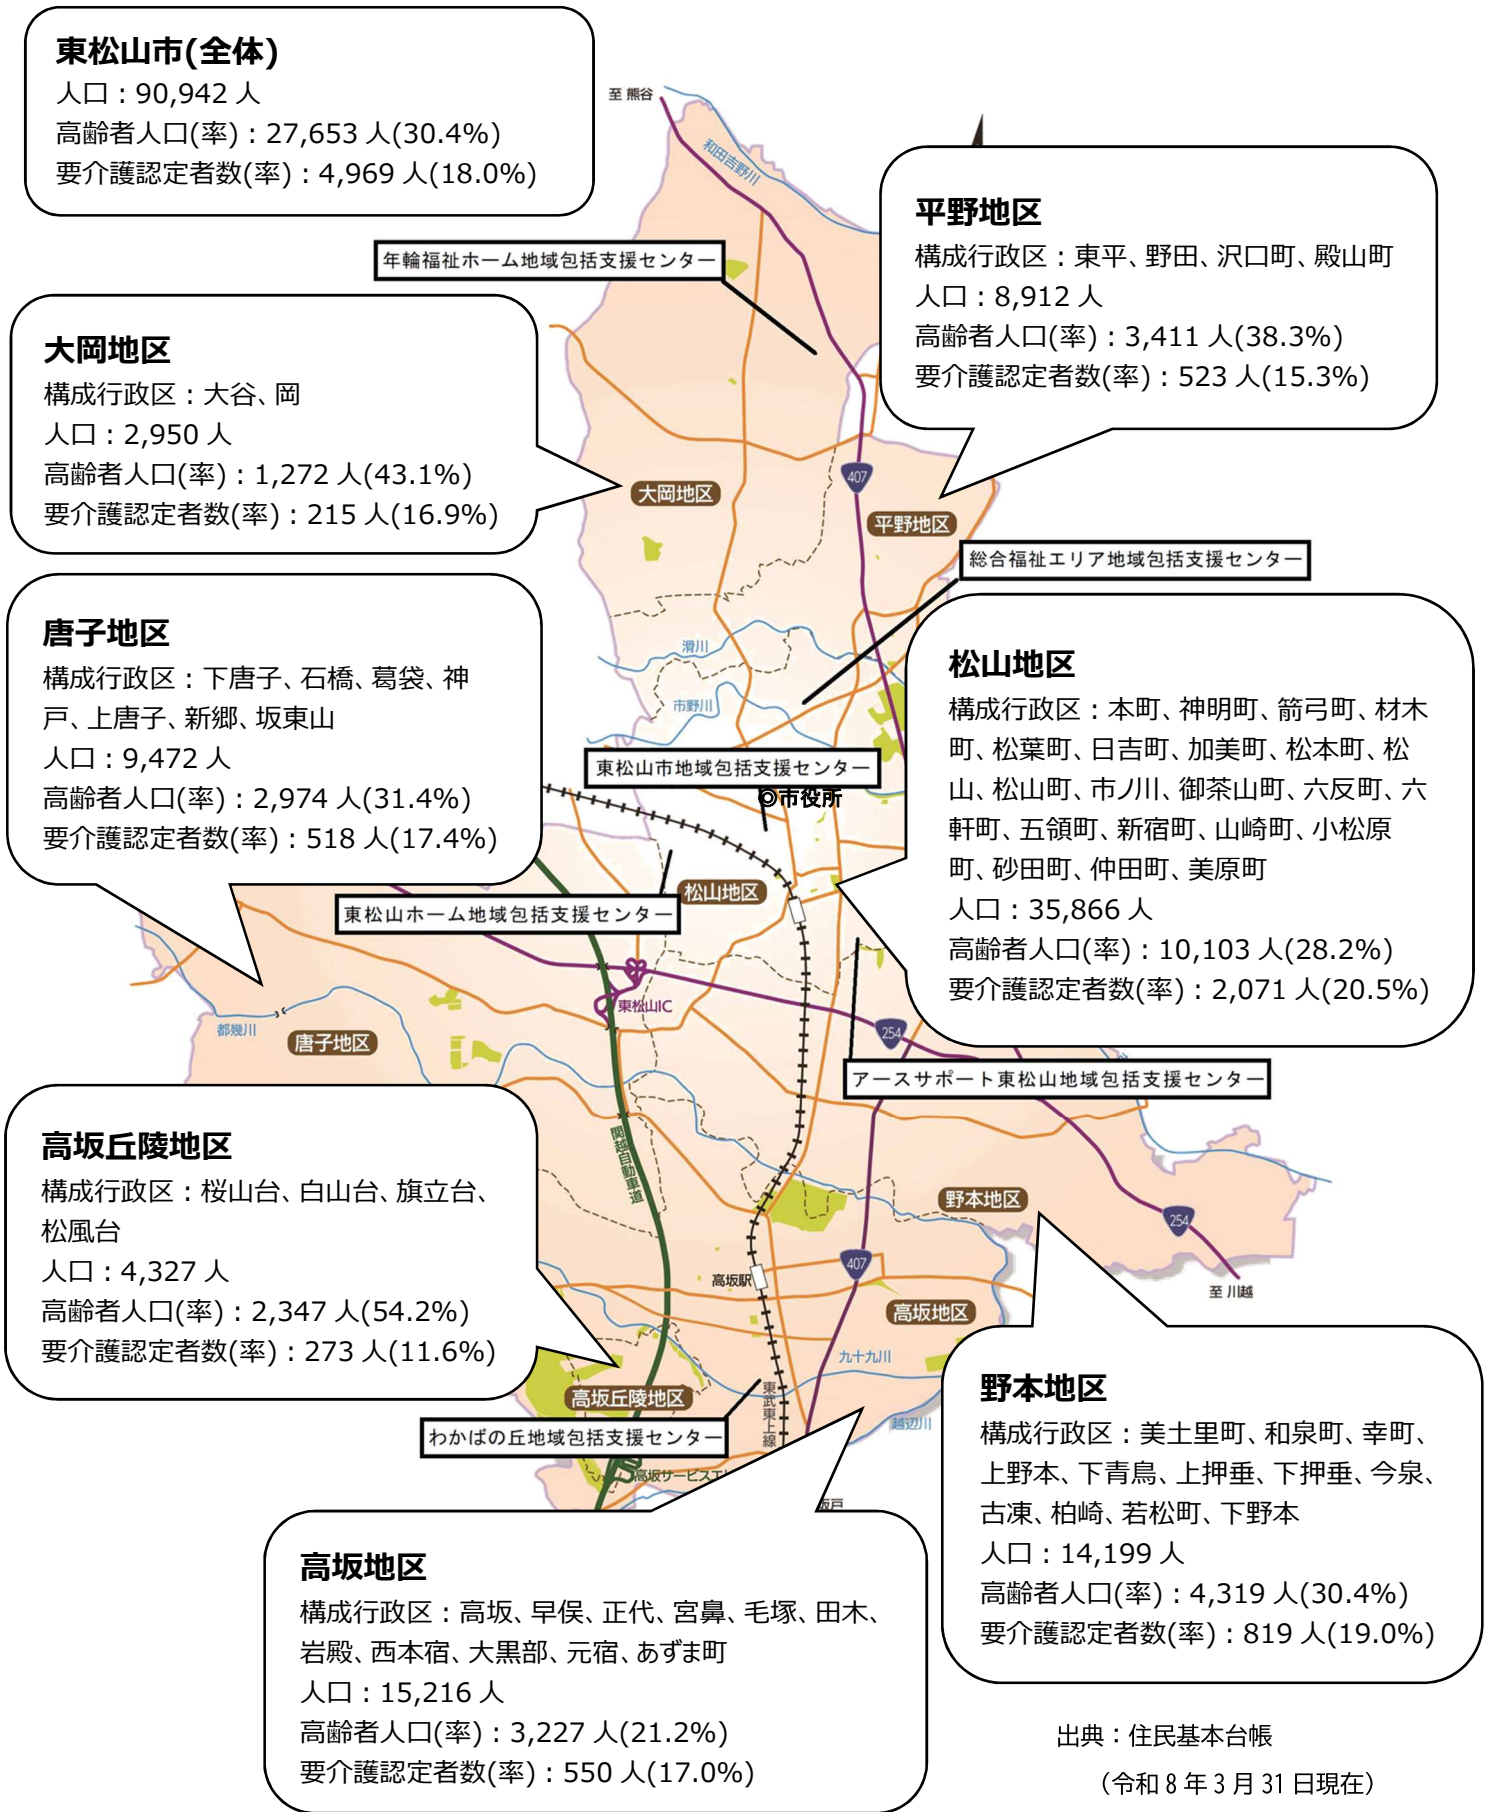 東松山市(全体)
人口：90,942 人
高齢者人口(率)：27,653 人(30.4%)
要介護認定者数(率)：4,969 人(18.0%)
至 熊谷
和田吉野川
平野地区
構成行政区：東平、野田、沢口町、殿山町
人口：8,912 人
高齢者人口(率)：3,411 人(38.3%)
要介護認定者数(率)：523 人(15.3%)
年輪福祉ホーム地域包括支援センター
大岡地区
構成行政区：大谷、岡
人口：2,950 人
高齢者人口(率)：1,272 人(43.1%)
要介護認定者数(率)：215 人(16.9%)
407
大岡地区
平野地区
総合福祉エリア地域包括支援センター
唐子地区
構成行政区：下唐子、石橋、葛袋、神
戸、上唐子、新郷、坂東山
人口：9,472 人
高齢者人口(率)：2,974 人(31.4%)
要介護認定者数(率)：518 人(17.4%)
滑川
市野川
松山地区
構成行政区：本町、神明町、箭弓町、材木
町、松葉町、日吉町、加美町、松本町、松
山、松山町、市ノ川、御茶山町、六反町、六
軒町、五領町、新宿町、山崎町、小松原
町、砂田町、仲田町、美原町
人口：35,866 人
高齢者人口(率)：10,103 人(28.2%)
要介護認定者数(率)：2,071 人(20.5%)
東松山市地域包括支援センター
◎市役所
松山地区
東松山ホーム地域包括支援センター
東松山IC
都幾川
唐子地区
254
アースサポート東松山地域包括支援センター
関越自動車道
高坂丘陵地区
構成行政区：桜山台、白山台、旗立台、
松風台
人口：4,327 人
高齢者人口(率)：2,347 人(54.2%)
要介護認定者数(率)：273 人(11.6%)
野本地区
254
407
高坂駅
至 川越
高坂地区
九十九川
高坂丘陵地区
東武東上線
越辺川
わかばの丘地域包括支援センター
高坂サービスエ
野本地区
構成行政区：美土里町、和泉町、幸町、
上野本、下青鳥、上押垂、下押垂、今泉、
古凍、柏崎、若松町、下野本
人口：14,199 人
高齢者人口(率)：4,319 人(30.4%)
要介護認定者数(率)：819 人(19.0%)
高坂地区
構成行政区：高坂、早俣、正代、宮鼻、毛塚、田木、
岩殿、西本宿、大黒部、元宿、あずま町
人口：15,216 人
高齢者人口(率)：3,227 人(21.2%)
要介護認定者数(率)：550 人(17.0%)
出典：住民基本台帳
（令和 8 年 3 月 31 日現在）